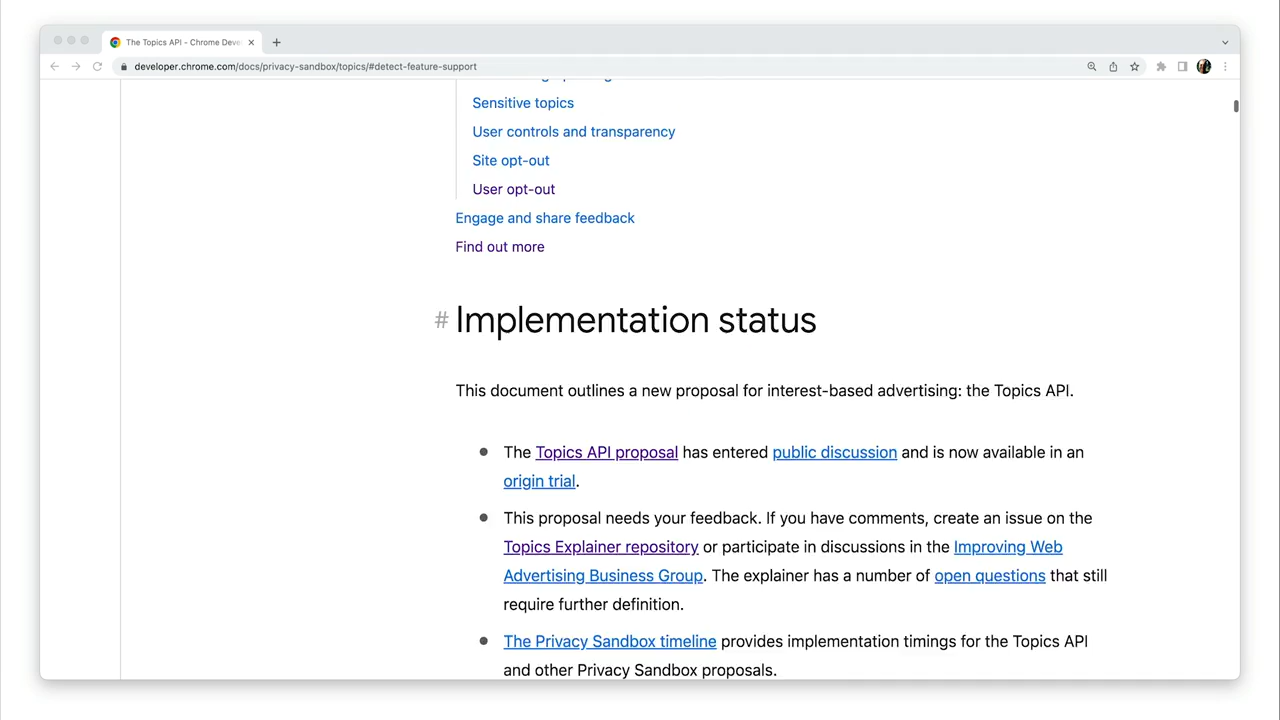 The Topics API - Chrome Deve
developer.chrome.com/docs/privacy-sandbox/topics/#detect-feature-support
Sensitive topics
User controls and transparency
Site opt-out
User opt-out
Engage and share feedback
Find out more
# Implementation status
This document outlines a new proposal for interest-based advertising: the Topics API.
The Topics API proposal has entered public discussion and is now available in an
origin trial.
This proposal needs your feedback. If you have comments, create an issue on the
Topics Explainer repository or participate in discussions in the Improving Web
Advertising Business Group. The explainer has a number of open questions that still
require further definition.
The Privacy Sandbox timeline provides implementation timings for the Topics API
and other Privacy Sandbox proposals.